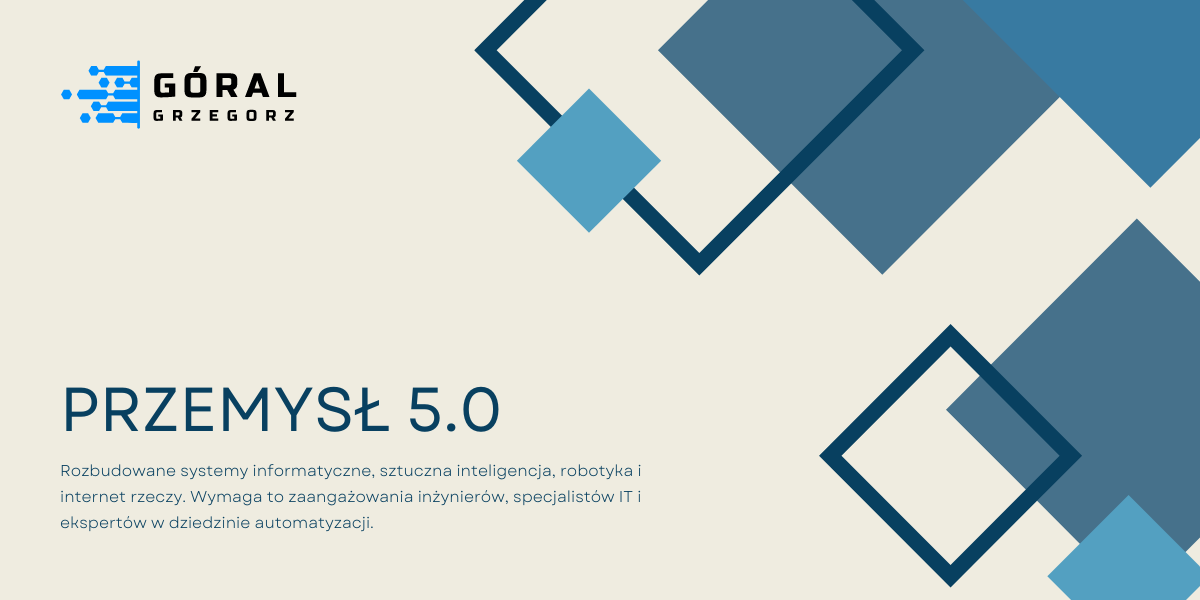 GÓRAL
GRZEGORZ
PRZEMYSŁ 5.0
Rozbudowane systemy informatyczne, sztuczna inteligencja, robotyka i
internet rzeczy. Wymaga to zaangażowania inżynierów, specjalistów IT i
ekspertów w dziedzinie automatyzacji.